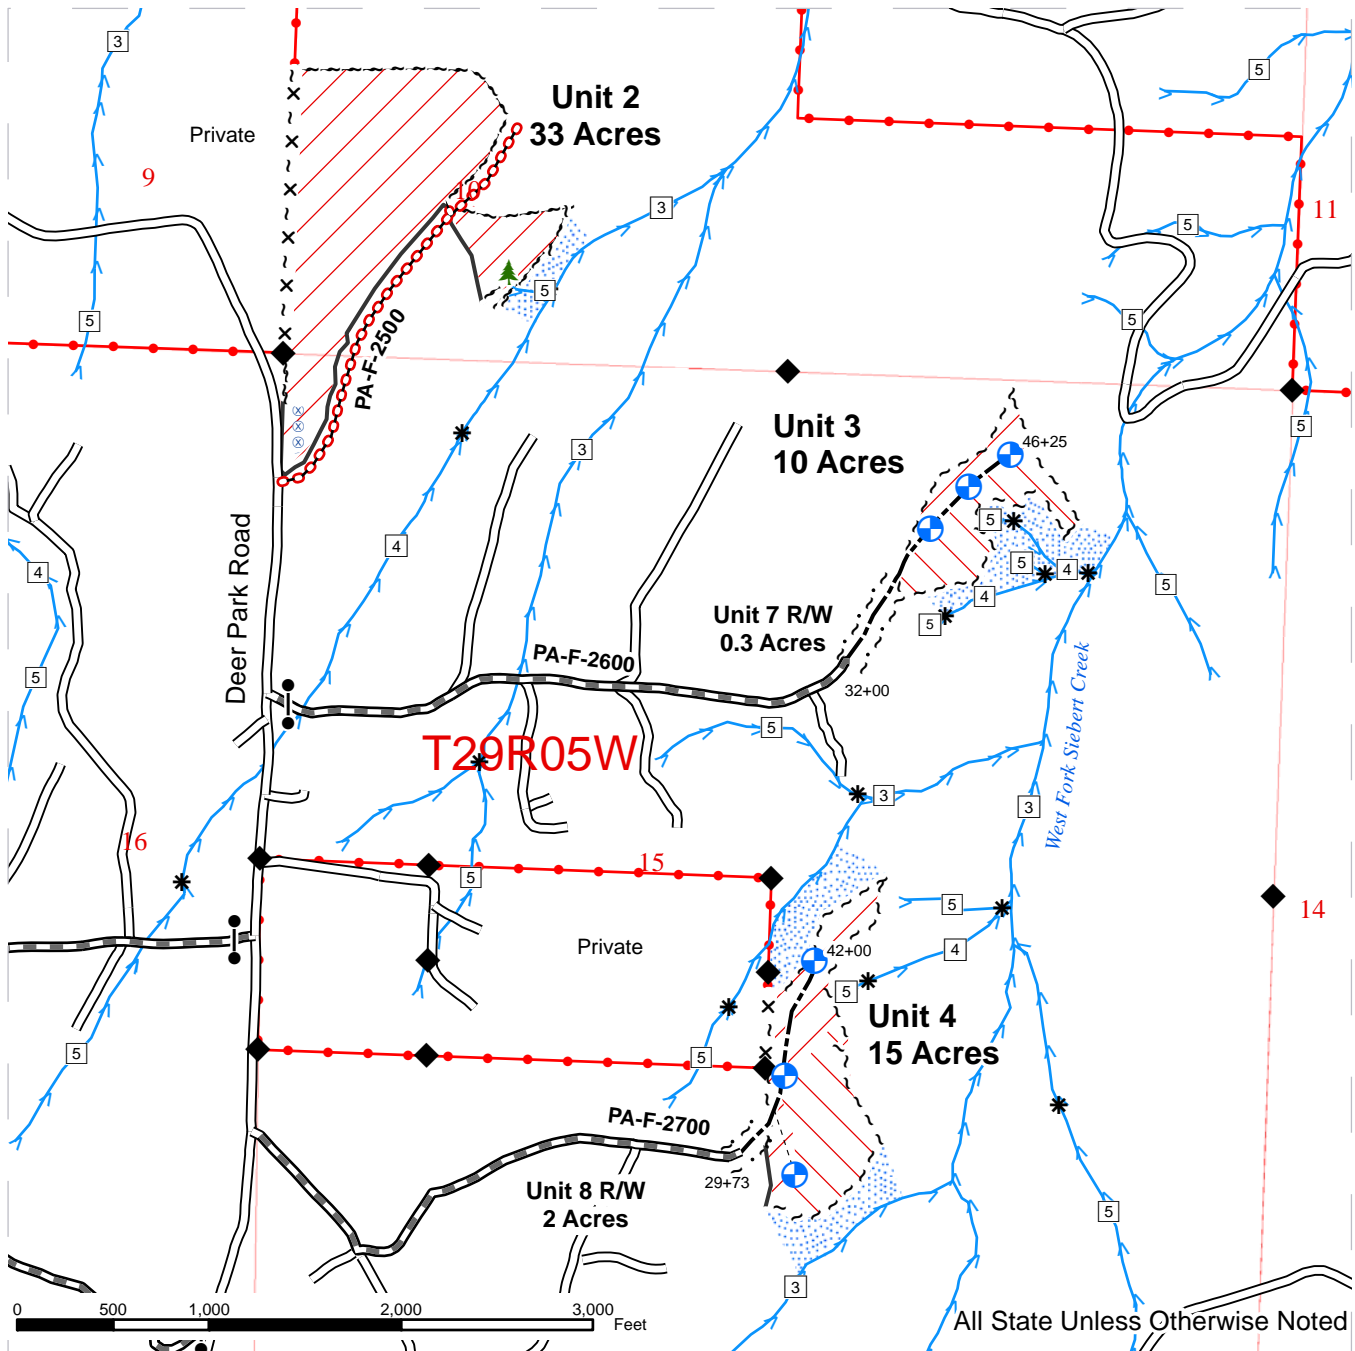 3
5
Unit 2
33 Acres
Private
9
10
3
11
5
5
5
5
PA-F-2500
Unit 3
10 Acres
46+25
5
3
5
4
4
5
5
4
4
5
5
Deer Park Road
Unit 7 R/W
0.3 Acres
PA-F-2600
32+00
5
5
T29R05W
3
3
West Fork Siebert Creek
16
15
5
5
14
Private
42+00
4
5
Unit 4
15 Acres
5
5
PA-F-2700
29+73
Unit 8 R/W
2 Acres
5
3
0
500
1,000
2,000
3,000
Feet
All State Unless Otherwise Noted